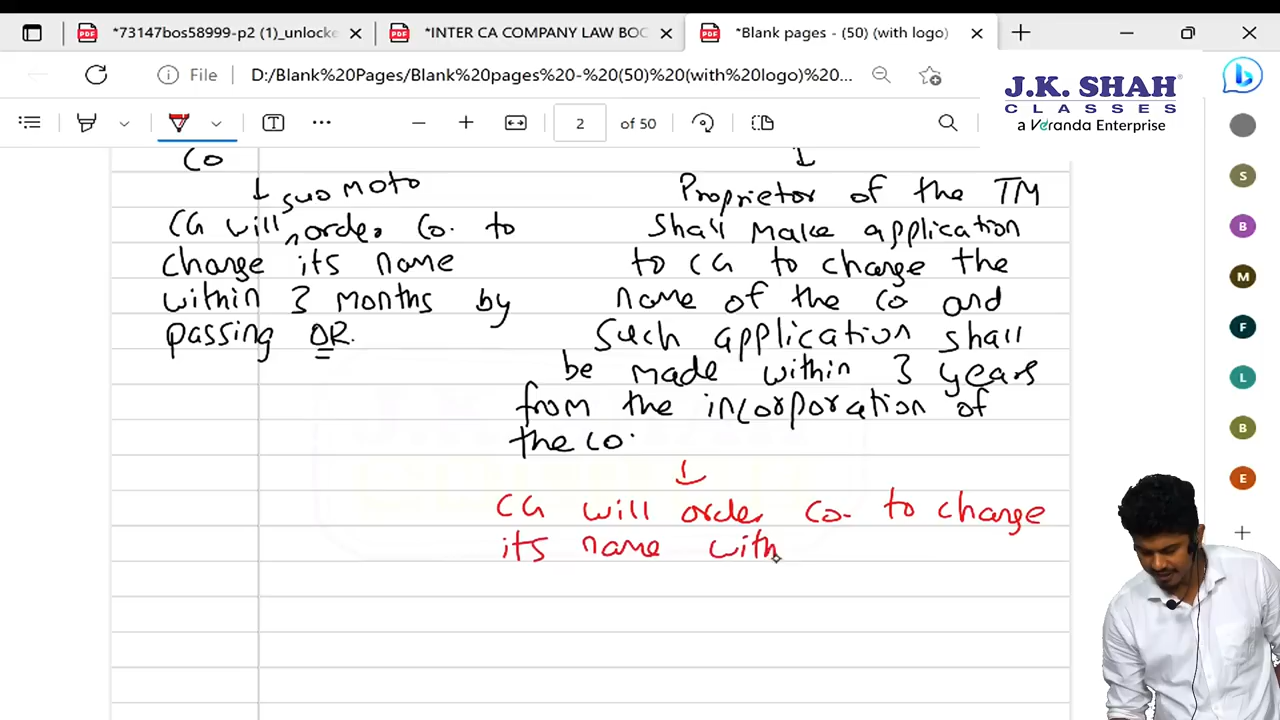 *73147bos58999-p2 (1)_unlocke
*INTER CA COMPANY LAW BOO
*Blank pages - (50) (with logo)
File
D:/Blank%20Pages/Blank%20pages%20-%20(50)%20(with%20logo)%20...
J.K. SHAH
CLASSES
a Veranda Enterprise
2 of 50
Co
suo moto
CG will order Co. to
change its name
within 3 months by
passing OR.
Proprietor of the TM
shall make application
to CG to change the
name of the co and
such application shall
be made within 3 years
from the incorporation of
the co.
CG will order co. to change
its name with
S
B
M
F
L
B
E